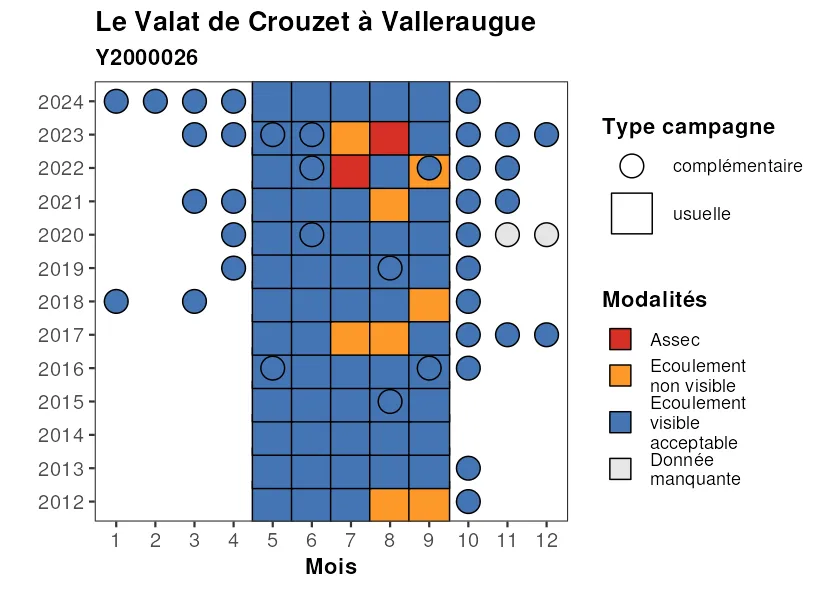 Le Valat de Crouzet à Valleraugue
Y2000026
2024
2023
2022
2021
2020
2019
2018
2017
2016
2015
2014
2013
2012
1 2 3 4 5 6 7 8 9 10 11 12
Mois
Type campagne
complémentaire
usuelle
Modalités
Assec
Ecoulement
non visible
Ecoulement
visible
acceptable
Donnée
manquante